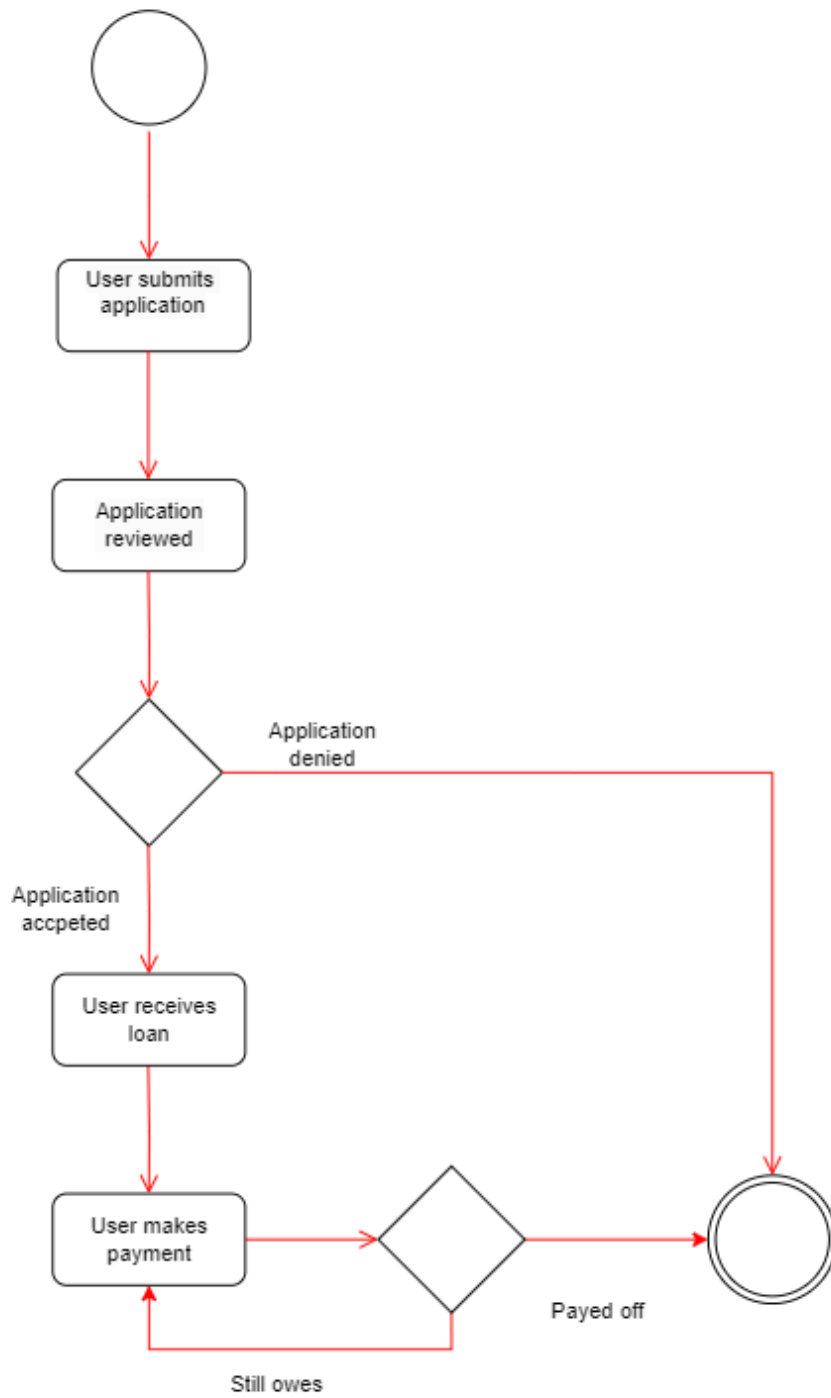 User submits
application
Application
reviewed
Application
denied
Application
accpeted
User receives
loan
User makes
payment
Payed off
Still owes